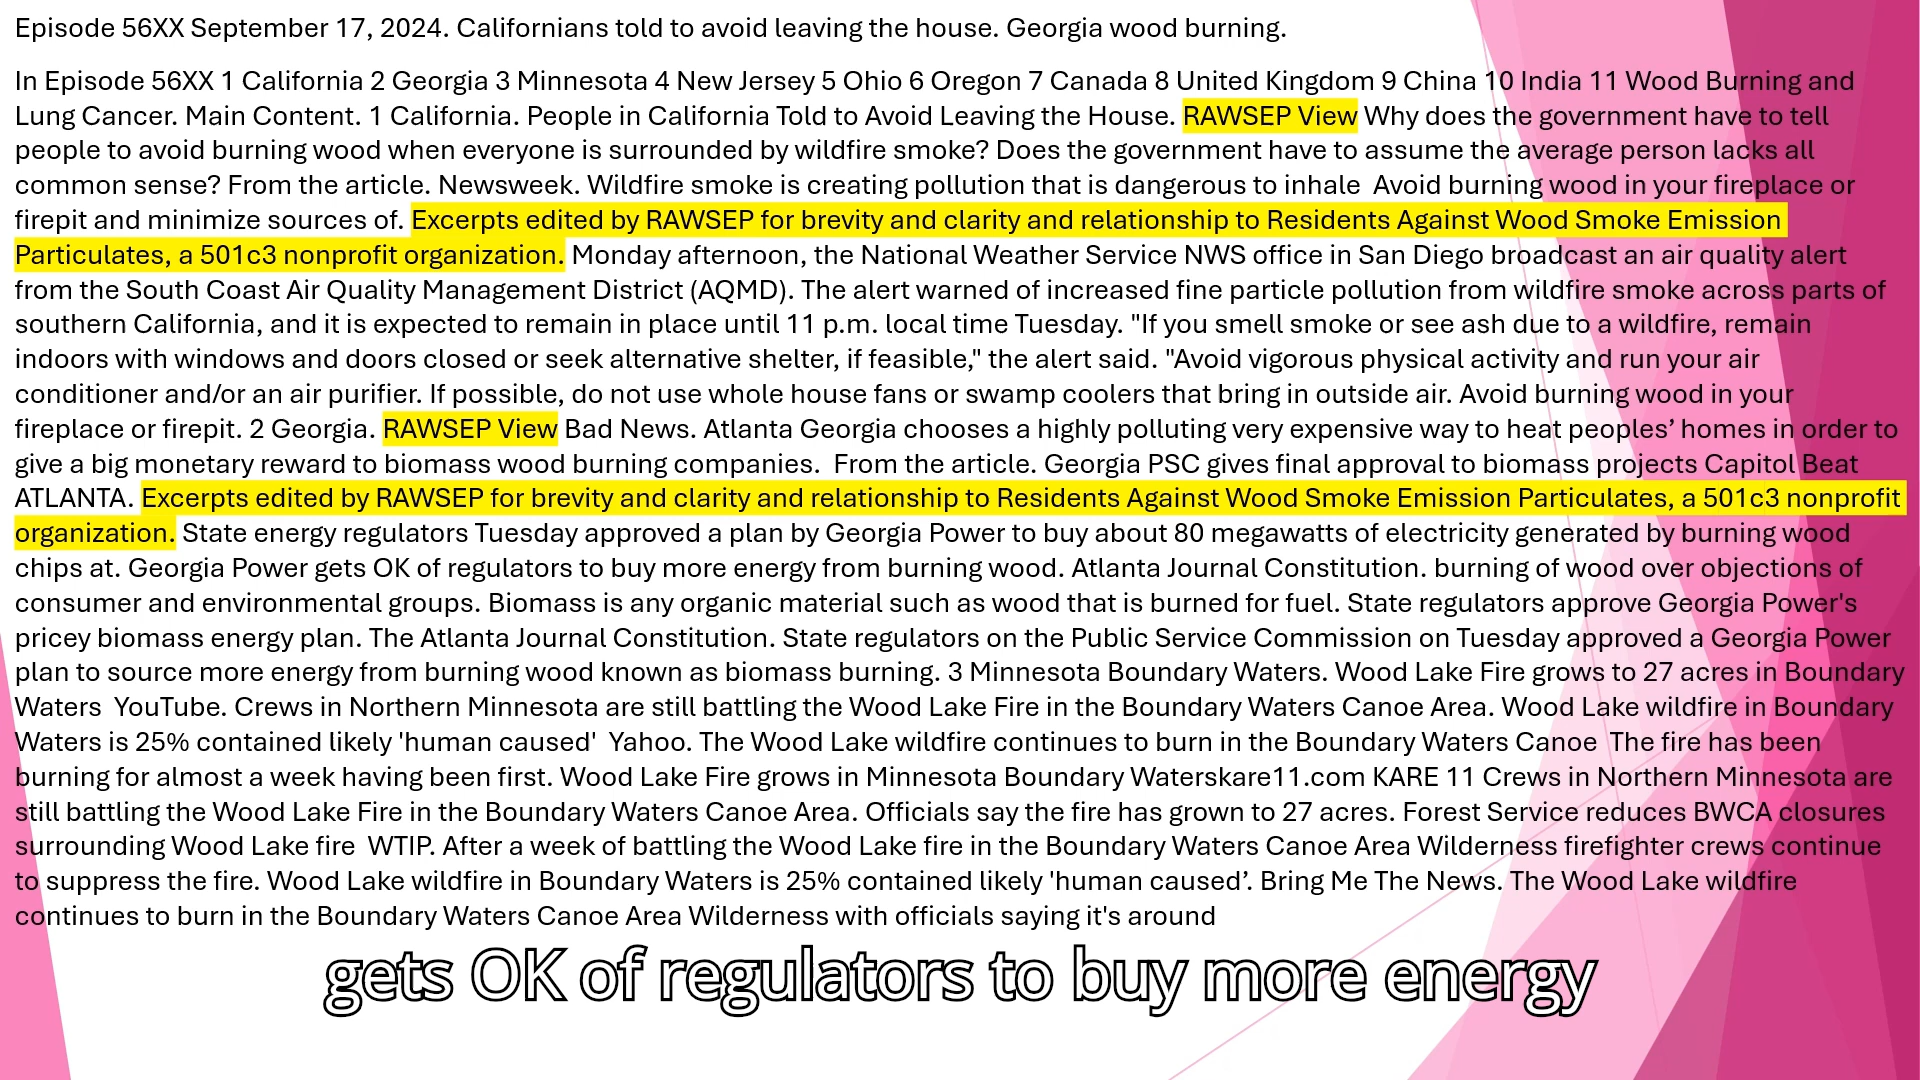 Episode 56XX September 17, 2024. Californians told to avoid leaving the house. Georgia wood burning.
In Episode 56XX 1 California 2 Georgia 3 Minnesota 4 New Jersey 5 Ohio 6 Oregon 7 Canada 8 United Kingdom 9 China 10 India 11 Wood Burning and
Lung Cancer. Main Content. 1 California. People in California Told to Avoid Leaving the House. RAWSEP View Why does the government have to tell
people to avoid burning wood when everyone is surrounded by wildfire smoke? Does the government have to assume the average person lacks all
common sense? From the article. Newsweek. Wildfire smoke is creating pollution that is dangerous to inhale  Avoid burning wood in your fireplace or
firepit and minimize sources of. Excerpts edited by RAWSEP for brevity and clarity and relationship to Residents Against Wood Smoke Emission
Particulates, a 501c3 nonprofit organization. Monday afternoon, the National Weather Service NWS office in San Diego broadcast an air quality alert
from the South Coast Air Quality Management District (AQMD). The alert warned of increased fine particle pollution from wildfire smoke across parts of
southern California, and it is expected to remain in place until 11 p.m. local time Tuesday. "If you smell smoke or see ash due to a wildfire, remain
indoors with windows and doors closed or seek alternative shelter, if feasible," the alert said. "Avoid vigorous physical activity and run your air
conditioner and/or an air purifier. If possible, do not use whole house fans or swamp coolers that bring in outside air. Avoid burning wood in your
fireplace or firepit. 2 Georgia. RAWSEP View Bad News. Atlanta Georgia chooses a highly polluting very expensive way to heat peoples’ homes in order to
give a big monetary reward to biomass wood burning companies.  From the article. Georgia PSC gives final approval to biomass projects Capitol Beat
ATLANTA. Excerpts edited by RAWSEP for brevity and clarity and relationship to Residents Against Wood Smoke Emission Particulates, a 501c3 nonprofit
organization. State energy regulators Tuesday approved a plan by Georgia Power to buy about 80 megawatts of electricity generated by burning wood
chips at. Georgia Power gets OK of regulators to buy more energy from burning wood. Atlanta Journal Constitution. burning of wood over objections of
consumer and environmental groups. Biomass is any organic material such as wood that is burned for fuel. State regulators approve Georgia Power's
pricey biomass energy plan. The Atlanta Journal Constitution. State regulators on the Public Service Commission on Tuesday approved a Georgia Power
plan to source more energy from burning wood known as biomass burning. 3 Minnesota Boundary Waters. Wood Lake Fire grows to 27 acres in Boundary
Waters  YouTube. Crews in Northern Minnesota are still battling the Wood Lake Fire in the Boundary Waters Canoe Area. Wood Lake wildfire in Boundary
Waters is 25% contained likely 'human caused'  Yahoo. The Wood Lake wildfire continues to burn in the Boundary Waters Canoe  The fire has been
burning for almost a week having been first. Wood Lake Fire grows in Minnesota Boundary Waterskare11.com KARE 11 Crews in Northern Minnesota are
still battling the Wood Lake Fire in the Boundary Waters Canoe Area. Officials say the fire has grown to 27 acres. Forest Service reduces BWCA closures
surrounding Wood Lake fire  WTIP. After a week of battling the Wood Lake fire in the Boundary Waters Canoe Area Wilderness firefighter crews continue
to suppress the fire. Wood Lake wildfire in Boundary Waters is 25% contained likely 'human caused’. Bring Me The News. The Wood Lake wildfire
continues to burn in the Boundary Waters Canoe Area Wilderness with officials saying it's around
gets OK of regulators to buy more energy